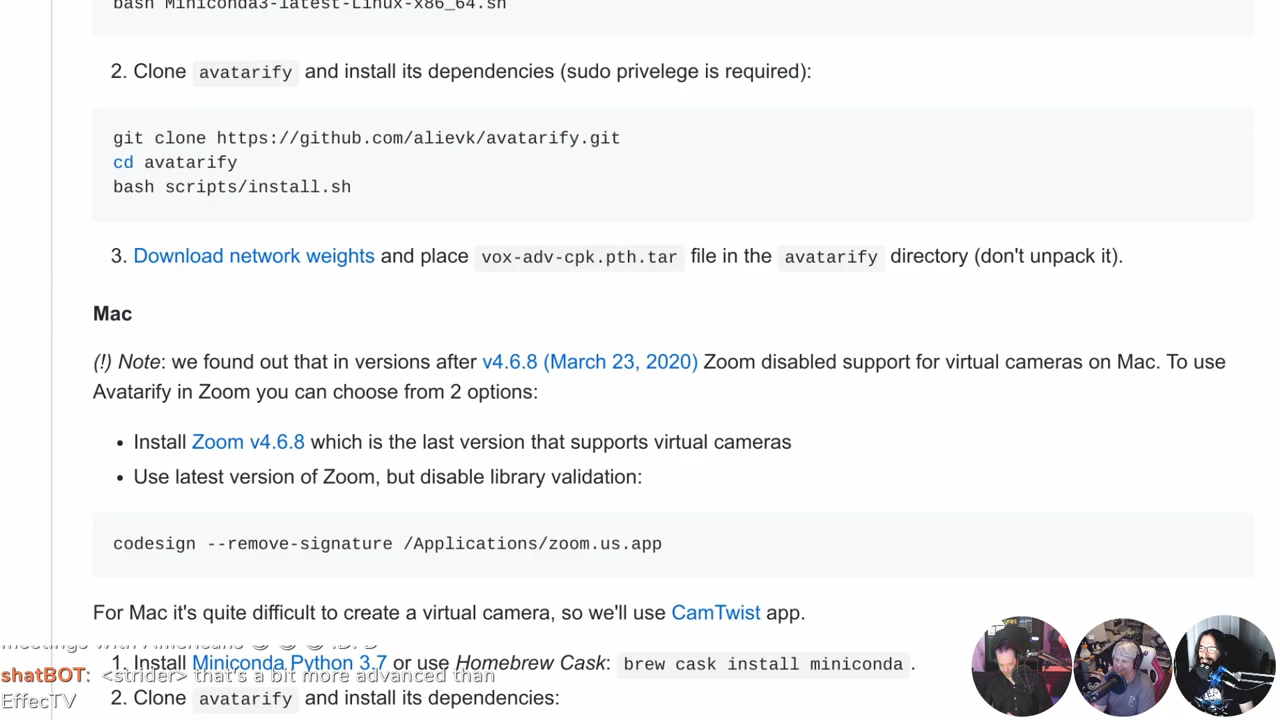 bash Miniconda3-latest-Linux-x86_64.sh
2. Clone avatarify and install its dependencies (sudo privelege is required):
git clone https://github.com/alievk/avatarify.git
cd avatarify
bash scripts/install.sh
3. Download network weights and place vox-adv-cpk.pth.tar file in the avatarify directory (don't unpack it).
Mac
(!) Note: we found out that in versions after v4.6.8 (March 23, 2020) Zoom disabled support for virtual cameras on Mac. To use
Avatarify in Zoom you can choose from 2 options:
• Install Zoom v4.6.8 which is the last version that supports virtual cameras
• Use latest version of Zoom, but disable library validation:
codesign --remove-signature /Applications/zoom.us.app
For Mac it's quite difficult to create a virtual camera, so we'll use CamTwist app.
meetings with Americans
1. Install Miniconda Python 3.7 or use Homebrew Cask: brew cask install miniconda .
shatBOT: <strider> that's a bit more advanced than
EffecTV
2. Clone avatarify and install its dependencies: